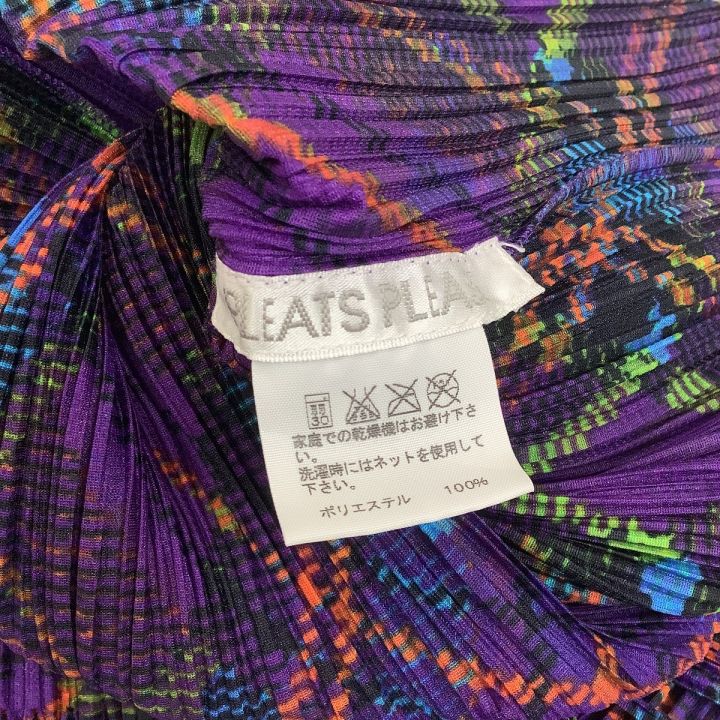 PLEATS PLEAS
30
家庭での乾燥機はお避け下さ
い。
洗濯時にはネットを使用して
下さい。
ポリエステル 100%